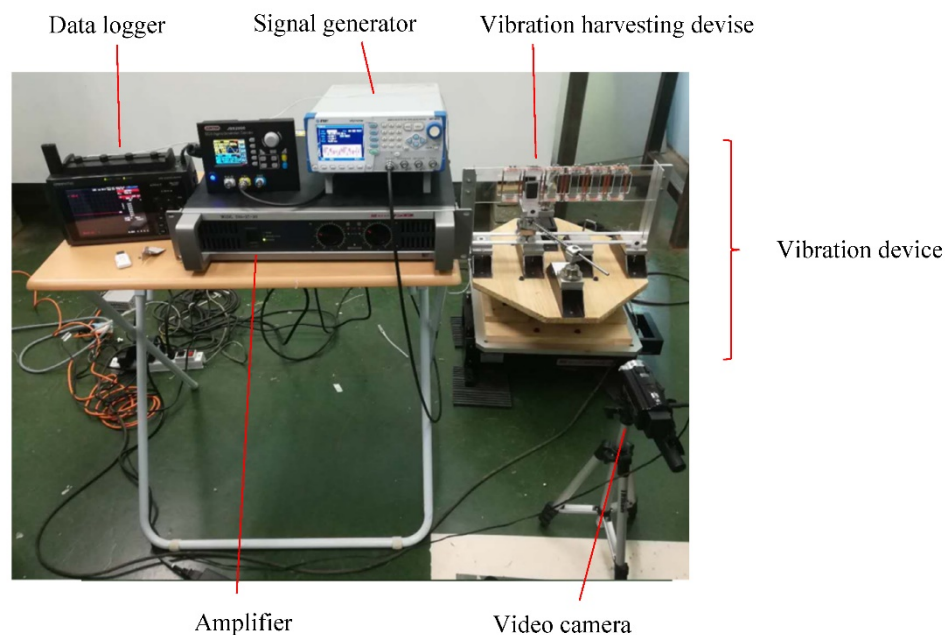 Data logger
Signal generator
Vibration harvesting devise
Vibration device
Amplifier
Video camera